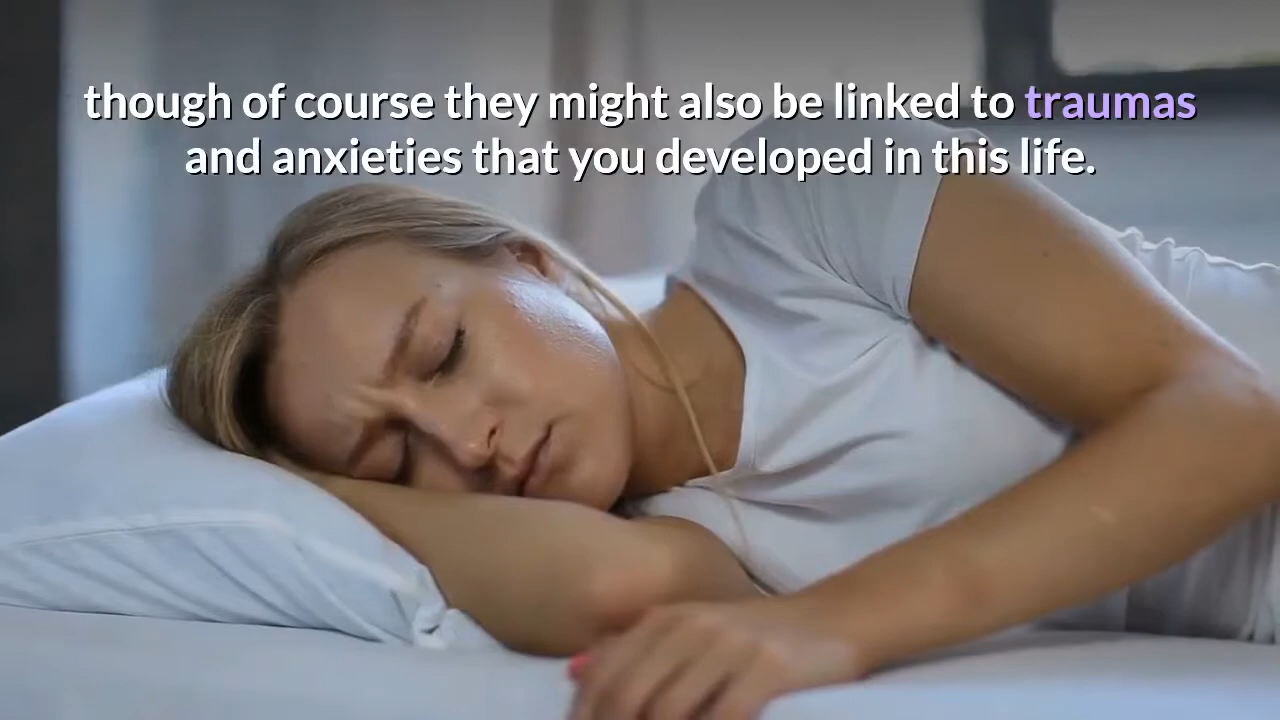 though of course they might also be linked to traumas
and anxieties that you developed in this life.